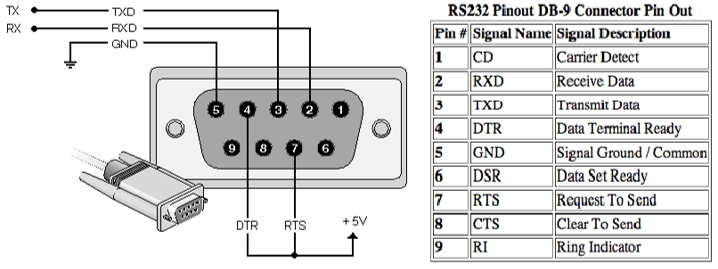 TX TXD
RX RXD
GND
5 4 3 2 1
9 8 7 6
DTR RTS +5V
RS232 Pinout DB-9 Connector Pin Out
Pin # Signal Name Signal Description
1 CD Carrier Detect
2 RXD Receive Data
3 TXD Transmit Data
4 DTR Data Terminal Ready
5 GND Signal Ground / Common
6 DSR Data Set Ready
7 RTS Request To Send
8 CTS Clear To Send
9 RI Ring Indicator